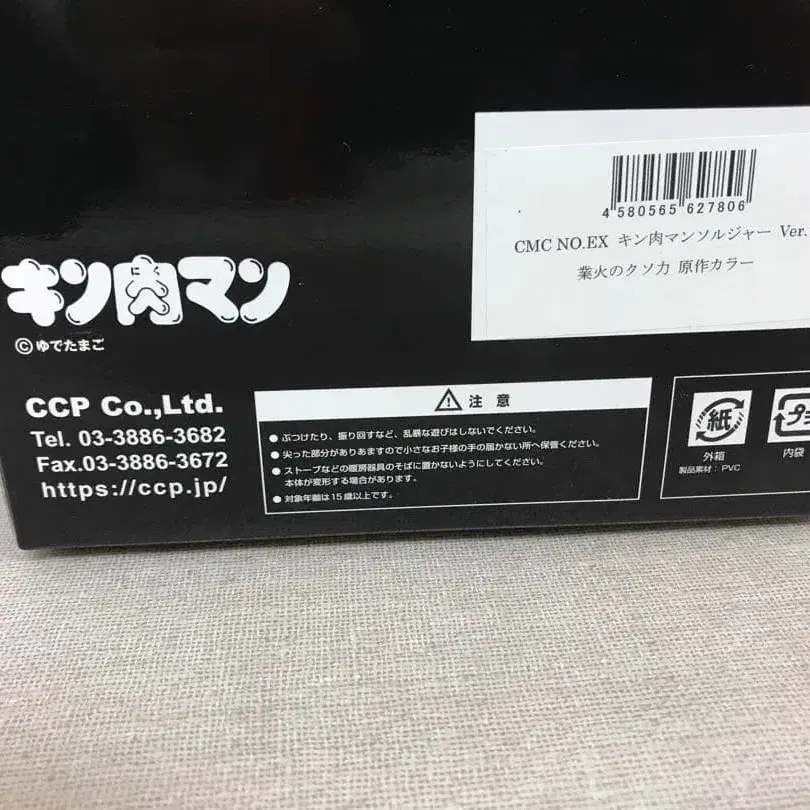 4 580565 627806
CMC NO.EX キン肉マンソルジャー Ver.
業火のクソ力 原作カラー
キン肉マン
©ゆでたまご
CCP Co.,Ltd.
Tel. 03-3886-3682
Fax.03-3886-3672
https://ccp.jp/
⚠注 意
●ぶつけたり、振り回すなど、乱暴な遊びはしないでください。
●尖った部分がありあますので小さなお子様の手の届かない所へ保管ください。
●ストーブなどの暖房器具のそばに置かないようにしてください。
本体が変形する場合があります。
●対象年齢は15歳以上です。
紙
外箱
製品素材：PVC
プラ
内袋